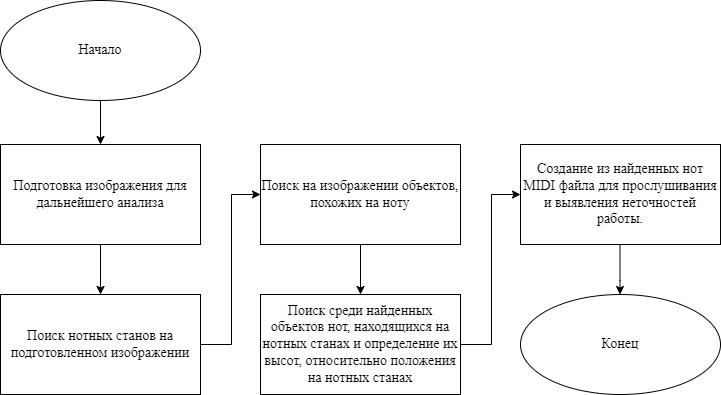 Начало
Подготовка изображения для
дальнейшего анализа
Поиск нотных станов на
подготовленном изображении
Поиск на изображении объектов,
похожих на ноту
Поиск среди найденных
объектов нот, находящихся на
нотных станах и определение их
высот, относительно положения
на нотных станах
Создание из найденных нот
MIDI файла для прослушивания
и выявления неточностей
работы.
Конец